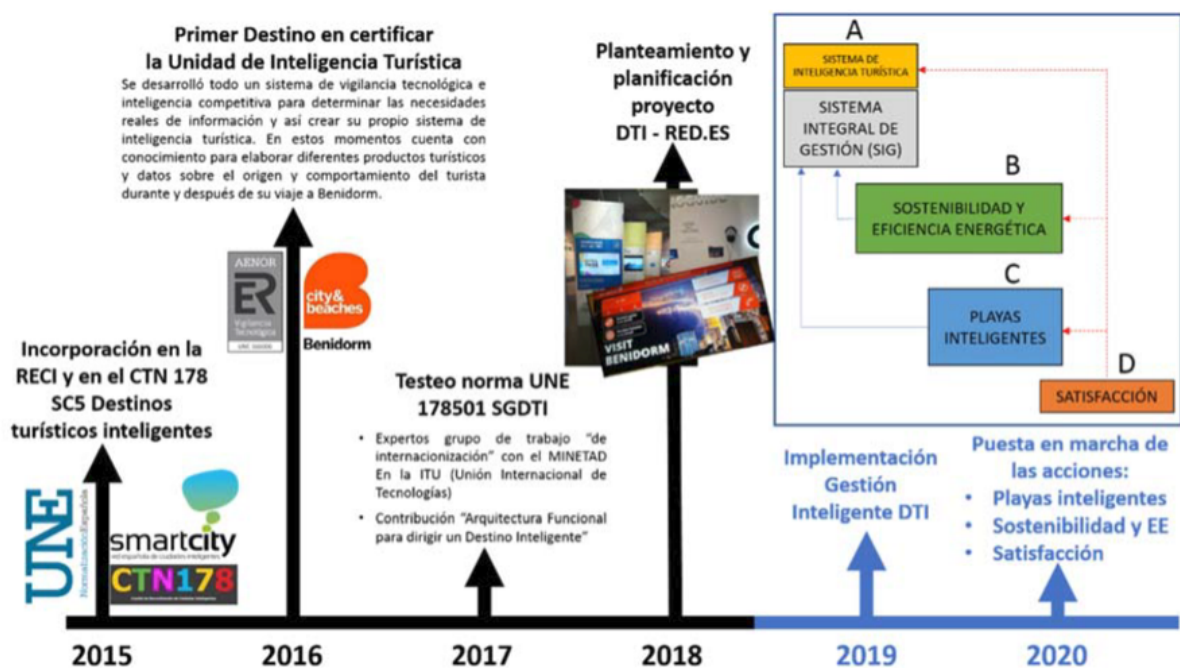 Primer Destino en certificar
la Unidad de Inteligencia Turística
Se desarrolló todo un sistema de vigilancia tecnológica e
inteligencia competitiva para determinar las necesidades
reales de información y así crear su propio sistema de
inteligencia turística. En estos momentos cuenta con
conocimiento para elaborar diferentes productos turísticos
y datos sobre el origen y comportamiento del turista
durante y después de su viaje a Benidorm.
AENOR
ER
Vigilancia
Tecnológica
city&
beaches
Benidorm
Planteamiento y
planificación
proyecto
DTI - RED.ES
VISIT
BENIDORM
A
SISTEMA DE
INTELIGENCIA TURÍSTICA
SISTEMA
INTEGRAL DE
GESTIÓN (SIG)
B
SOSTENIBILIDAD Y
EFICIENCIA ENERGÉTICA
C
PLAYAS
INTELIGENTES
D
SATISFACCIÓN
Incorporación en la
RECI y en el CTN 178
SC5 Destinos
turísticos inteligentes
UNE
Normalización Española
smartcity
red española de ciudades inteligentes
CTN178
Testeo norma UNE
178501 SGDTI
• Expertos grupo de trabajo "de
internacionización" con el MINETAD
En la ITU (Unión Internacional de
Tecnologías)
• Contribución "Arquitectura Funcional
para dirigir un Destino Inteligente"
Implementación
Gestión
Inteligente DTI
Puesta en marcha de
las acciones:
• Playas inteligentes
• Sostenibilidad y EE
• Satisfacción
2015
2016
2017
2018
2019
2020